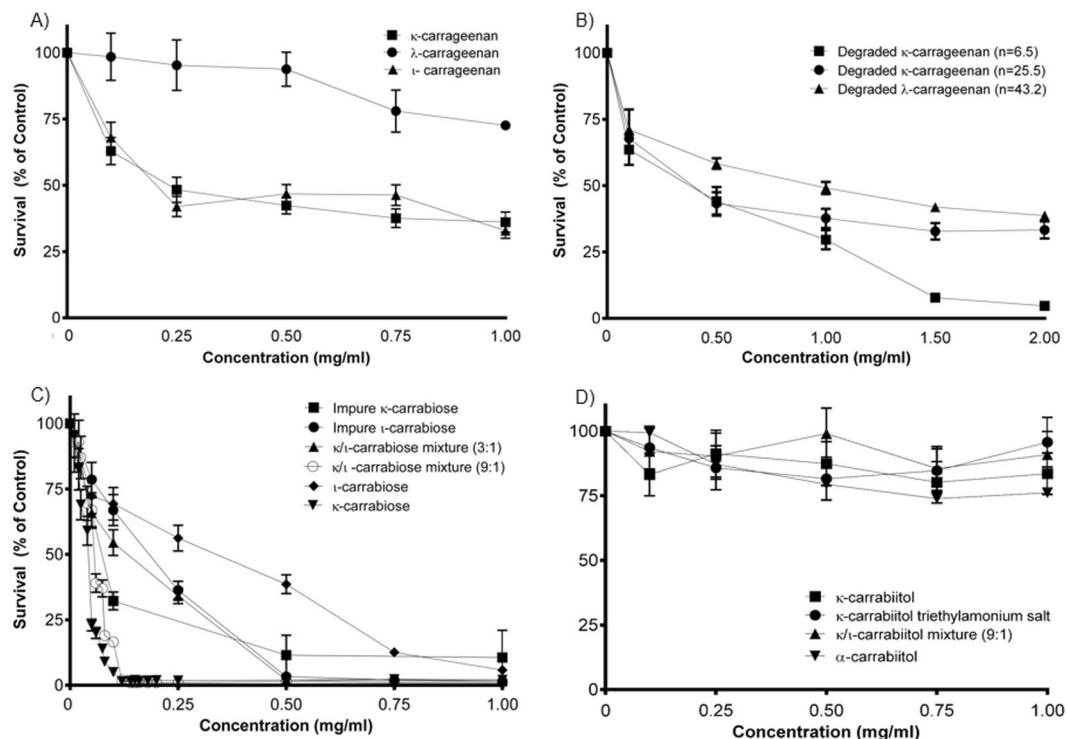 A)
κ-carrageenan
λ-carrageenan
ι- carrageenan
Survival (% of Control)
100
75
50
25
0
0
0.25
0.50
0.75
1.00
Concentration (mg/ml)
B)
Degraded κ-carrageenan (n=6.5)
Degraded κ-carrageenan (n=25.5)
Degraded λ-carrageenan (n=43.2)
Survival (% of Control)
100
75
50
25
0
0
0.50
1.00
1.50
2.00
Concentration (mg/ml)
C)
Impure κ-carrabiose
Impure ι-carrabiose
κ/ι-carrabiose mixture (3:1)
κ/ι -carrabiose mixture (9:1)
ι-carrabiose
κ-carrabiose
Survival (% of Control)
100
75
50
25
0
0
0.25
0.50
0.75
1.00
Concentration (mg/ml)
D)
κ-carrabiitol
κ-carrabiitol triethylamonium salt
κ/ι-carrabiitol mixture (9:1)
α-carrabiitol
Survival (% of Control)
100
75
50
25
0
0
0.25
0.50
0.75
1.00
Concentration (mg/ml)